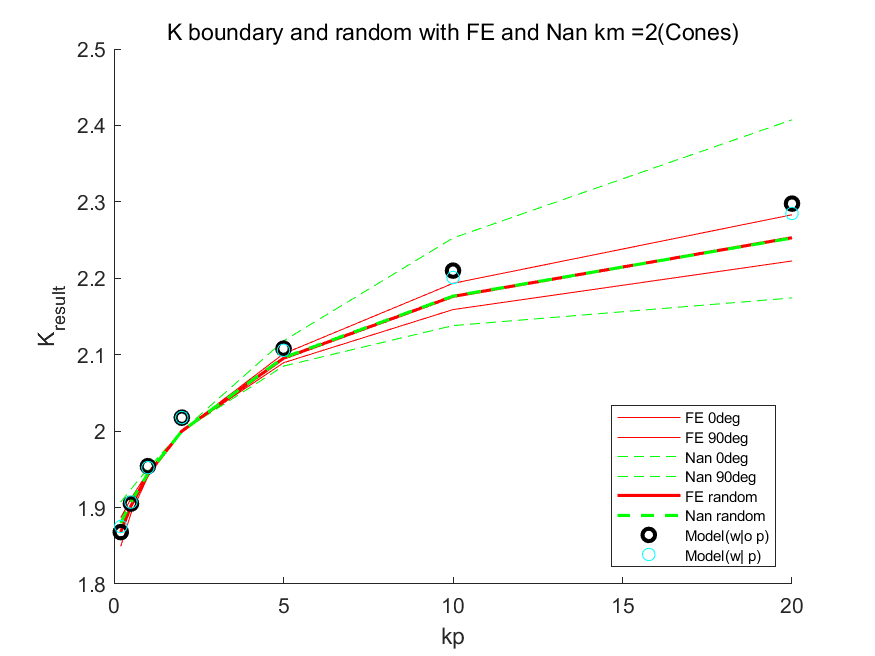 K boundary and random with FE and Nan km =2(Cones)
2.5
2.4
2.3
2.2
2.1
2
1.9
1.8
K_result
0
5
10
15
20
kp
FE 0deg
FE 90deg
Nan 0deg
Nan 90deg
FE random
Nan random
Model(w|o p)
Model(w| p)